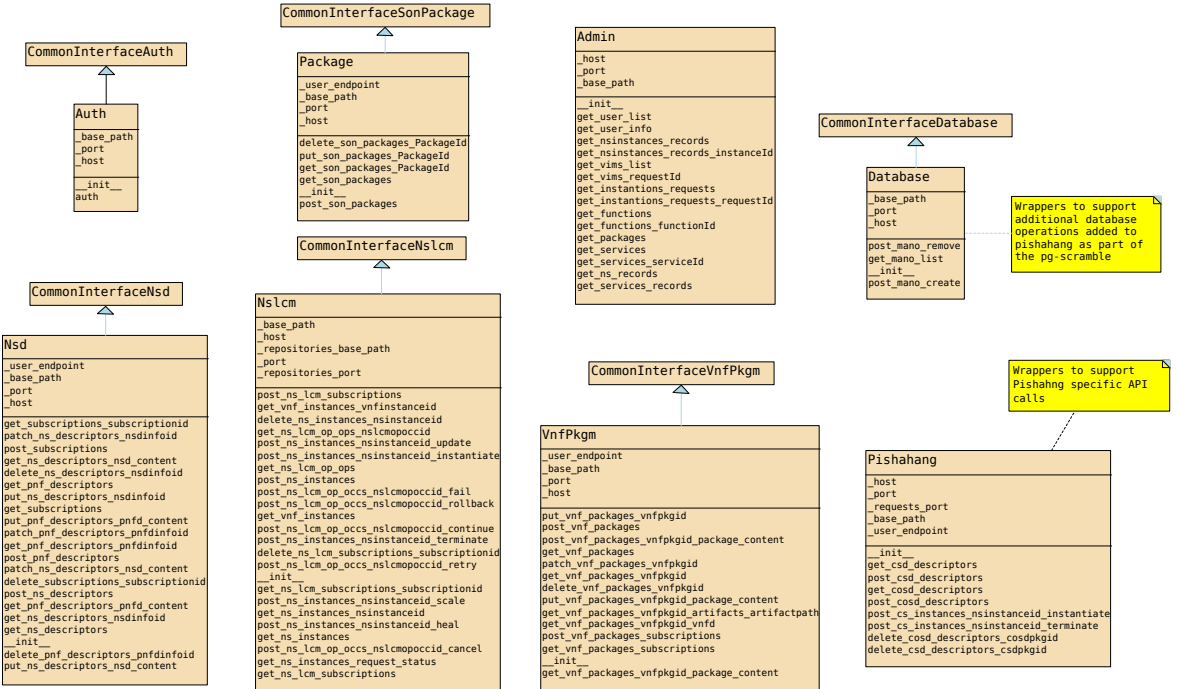 CommonInterfaceAuth
Auth
_base_path
_port
_host
__init__
auth
CommonInterfaceSonPackage
Package
_user_endpoint
_base_path
_port
_host
delete_son_packages_PackageId
put_son_packages_PackageId
get_son_packages_PackageId
get_son_packages
__init__
post_son_packages
Admin
_host
_port
_base_path
__init__
get_user_list
get_user_info
get_nsinstances_records
get_nsinstances_records_instanceId
get_vims_list
get_vims_requestId
get_instantions_requests
get_instantions_requests_requestId
get_functions
get_functions_functionId
get_packages
get_services
get_services_serviceId
get_ns_records
get_services_records
CommonInterfaceDatabase
Database
_base_path
_port
_host
post_mano_remove
get_mano_list
__init__
post_mano_create
Wrappers to support
additional database
operations added to
pishahang as part of
the pg-scramble
CommonInterfaceNsd
Nsd
_user_endpoint
_base_path
_port
_host
get_subscriptions_subscriptionid
patch_ns_descriptors_nsdinfoid
post_subscriptions
get_ns_descriptors_nsd_content
delete_ns_descriptors_nsdinfoid
get_pnf_descriptors
put_ns_descriptors_nsdinfoid
get_subscriptions
put_pnf_descriptors_pnfd_content
patch_pnf_descriptors_pnfdinfoid
get_pnf_descriptors_pnfdinfoid
post_pnf_descriptors
patch_ns_descriptors_nsd_content
delete_subscriptions_subscriptionid
post_ns_descriptors
get_pnf_descriptors_pnfd_content
get_ns_descriptors_nsdinfoid
get_ns_descriptors
__init__
delete_pnf_descriptors_pnfdinfoid
put_ns_descriptors_nsd_content
CommonInterfaceNslcm
Nslcm
_base_path
_host
_repositories_base_path
_port
_repositories_port
post_ns_lcm_subscriptions
get_vnf_instances_vnfinstanceid
delete_ns_instances_nsinstanceid
get_ns_lcm_op_ops_nslcmopoccid
post_ns_instances_nsinstanceid_update
post_ns_instances_nsinstanceid_instantiate
get_ns_lcm_op_ops
post_ns_instances
post_ns_lcm_op_occs_nslcmopoccid_fail
post_ns_lcm_op_occs_nslcmopoccid_rollback
get_vnf_instances
post_ns_lcm_op_occs_nslcmopoccid_continue
post_ns_instances_nsinstanceid_terminate
delete_ns_lcm_subscriptions_subscriptionid
post_ns_lcm_op_occs_nslcmopoccid_retry
__init__
get_ns_lcm_subscriptions_subscriptionid
post_ns_instances_nsinstanceid_scale
get_ns_instances_nsinstanceid
post_ns_instances_nsinstanceid_heal
get_ns_instances
post_ns_lcm_op_occs_nslcmopoccid_cancel
get_ns_instances_request_status
get_ns_lcm_subscriptions
CommonInterfaceVnfPkgm
VnfPkgm
_user_endpoint
_base_path
_port
_host
put_vnf_packages_vnfpkgid
post_vnf_packages
post_vnf_packages_vnfpkgid_package_content
get_vnf_packages
patch_vnf_packages_vnfpkgid
get_vnf_packages_vnfpkgid
delete_vnf_packages_vnfpkgid
put_vnf_packages_vnfpkgid_package_content
get_vnf_packages_vnfpkgid_artifacts_artifactpath
get_vnf_packages_vnfpkgid_vnfd
post_vnf_packages_subscriptions
get_vnf_packages_subscriptions
__init__
get_vnf_packages_vnfpkgid_package_content
Wrappers to support
Pishahng specific API
calls
Pishahang
_host
_port
_requests_port
_base_path
_user_endpoint
__init__
get_csd_descriptors
post_csd_descriptors
get_cosd_descriptors
post_cosd_descriptors
post_cs_instances_nsinstanceid_instantiate
post_cs_instances_nsinstanceid_terminate
delete_cosd_descriptors_cosdpkgid
delete_csd_descriptors_csdpkgid